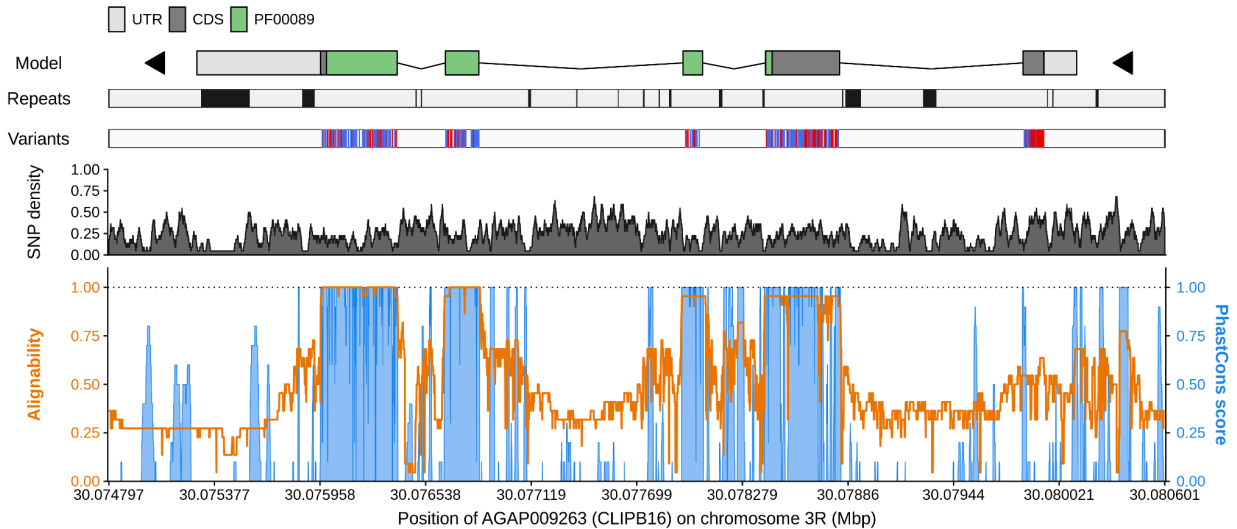 UTR CDS PF00089
Model
Repeats
Variants
SNP density
1.00
0.75
0.50
0.25
0.00
Alignability
1.00
0.75
0.50
0.25
0.00
1.00
0.75
0.50
0.25
0.00
PhastCons score
30.074797 30.075377 30.075958 30.076538 30.077119 30.077699 30.078279 30.07886 30.07944 30.080021 30.080601
Position of AGAP009263 (CLIPB16) on chromosome 3R (Mbp)